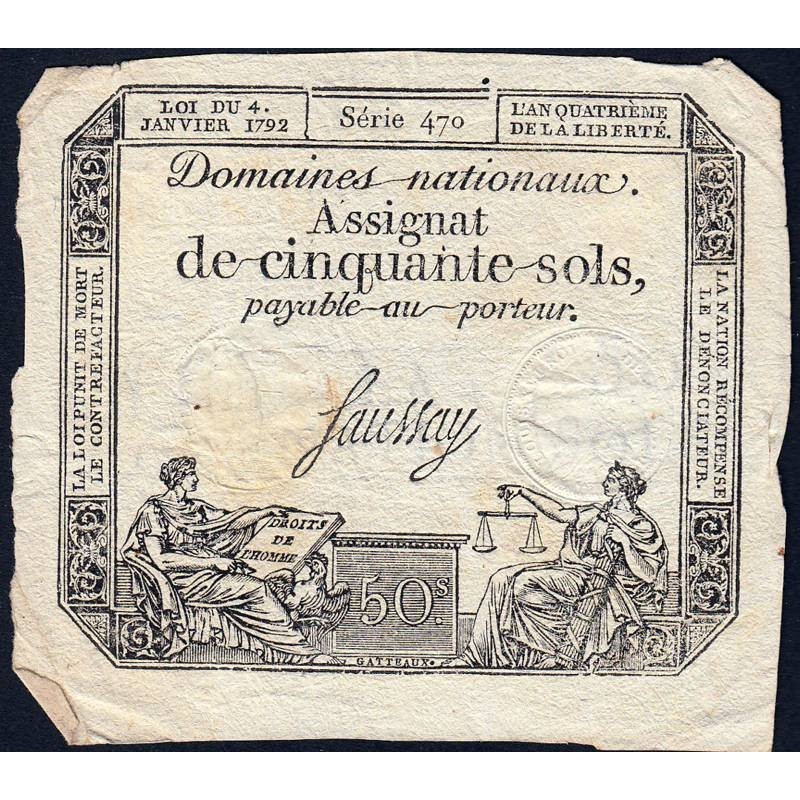 LOI DU 4.
JANVIER 1792
Série 470
L'AN QUATRIÈME
DE LA LIBERTÉ.
Domaines nationaux.
Assignat
de cinquante sols,
payable au porteur.
LA LOI PUNIT DE MORT
LE CONTREFACTEUR.
LA NATION RÉCOMPENSE
LE DÉNONCIATEUR.
Saussay
DROITS
DE
L'HOMME
50.s
GATTEAUX.